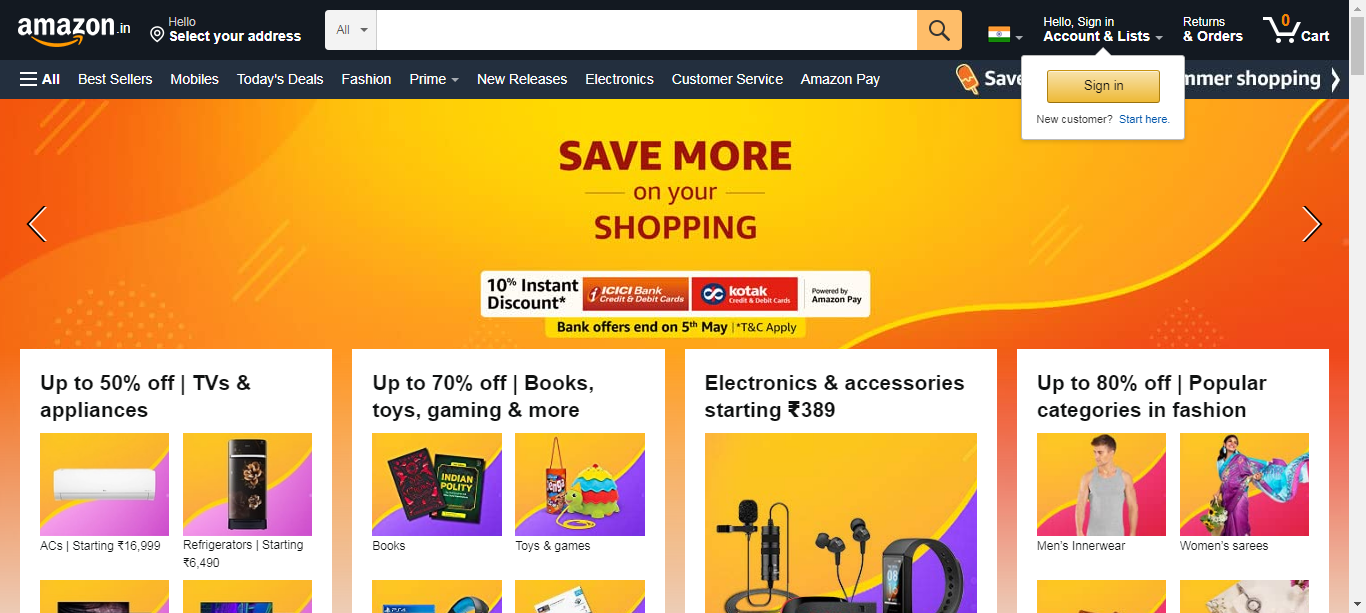 amazon.in
Hello
Select your address
All
Hello, Sign in
Account & Lists
Returns
& Orders
0
Cart
All
Best Sellers
Mobiles
Today's Deals
Fashion
Prime
New Releases
Electronics
Customer Service
Amazon Pay
Save
mmer shopping
Sign in
New customer? Start here.
SAVE MORE
on your
SHOPPING
10% Instant
Discount*
ICICI Bank
Credit & Debit Cards
kotak
Credit & Debit Cards
Powered by
Amazon Pay
Bank offers end on 5th May | *T&C Apply
Up to 50% off | TVs &
appliances
Up to 70% off | Books,
toys, gaming & more
Electronics & accessories
starting ₹389
Up to 80% off | Popular
categories in fashion
INDIAN
POLITY
Jenga
08
ACs | Starting ₹16,999
Refrigerators | Starting
₹6,490
Books
Toys & games
Men's Innerwear
Women's sarees
PS4